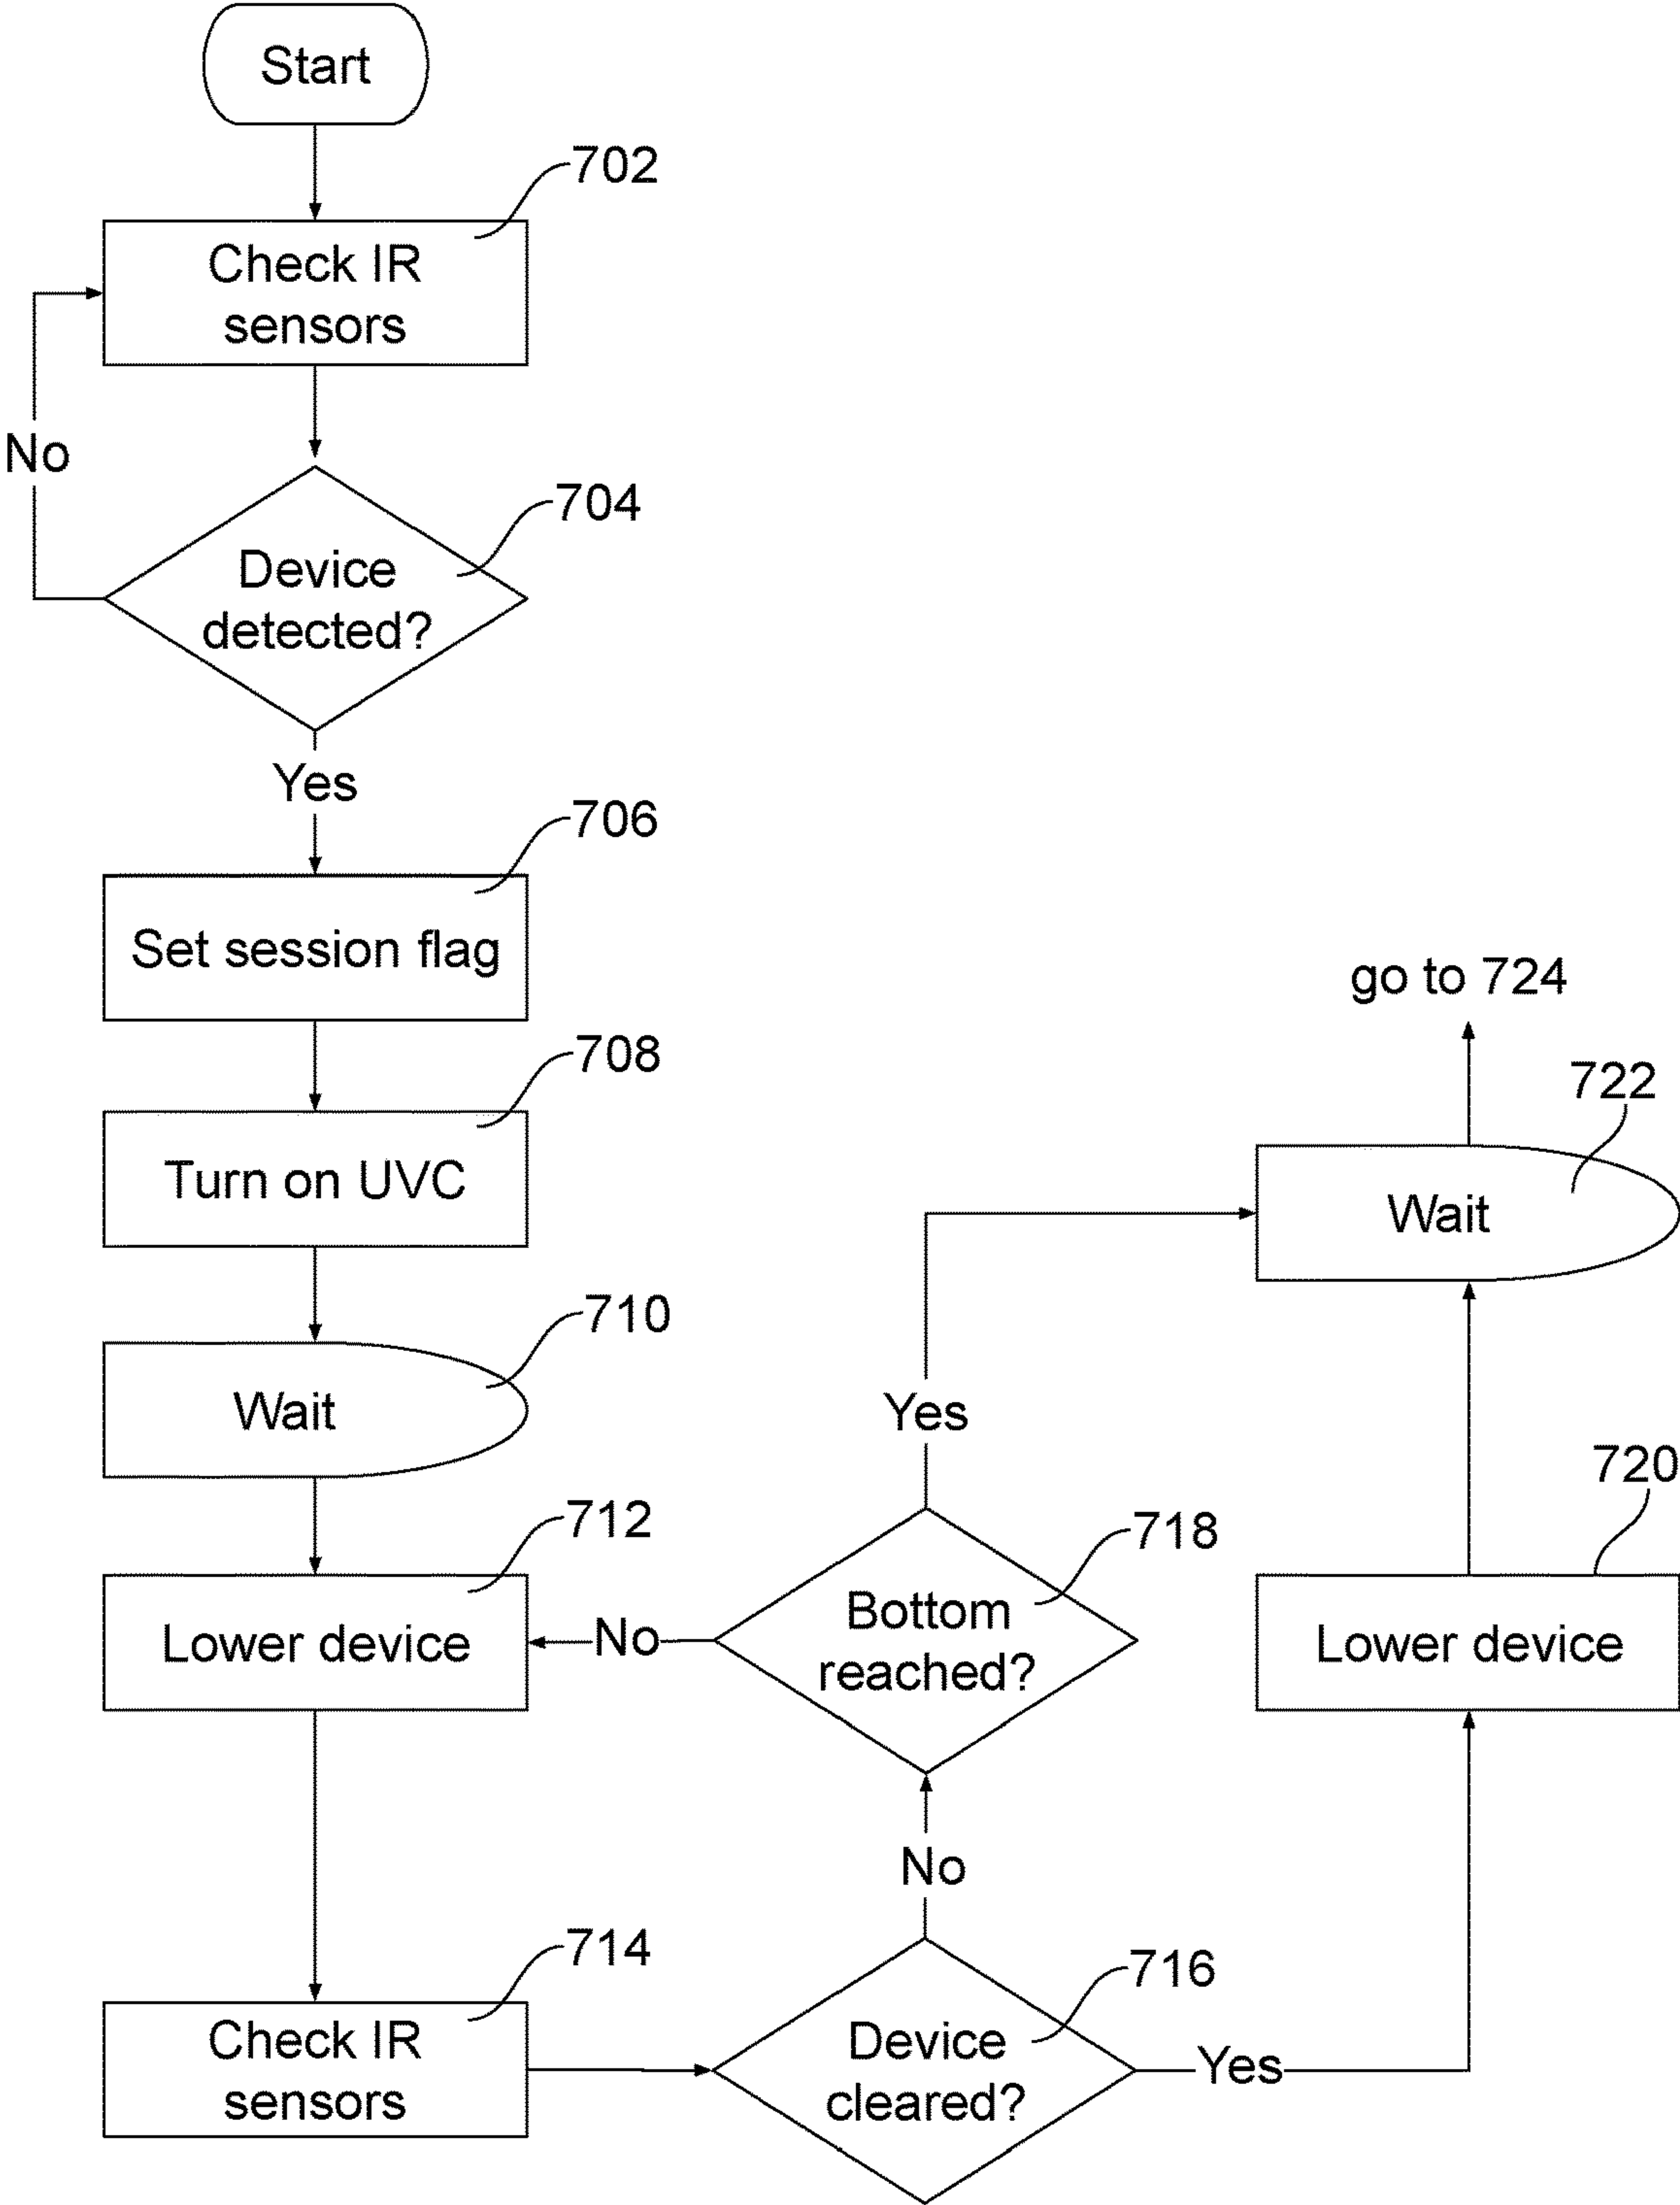 Start
702
Check IR
sensors
No
704
Device
detected?
Yes
706
Set session flag
708
Turn on UVC
710
Wait
712
Lower device
714
Check IR
sensors
716
Device
cleared?
No
718
Bottom
reached?
No
Yes
Yes
720
Lower device
722
Wait
go to 724